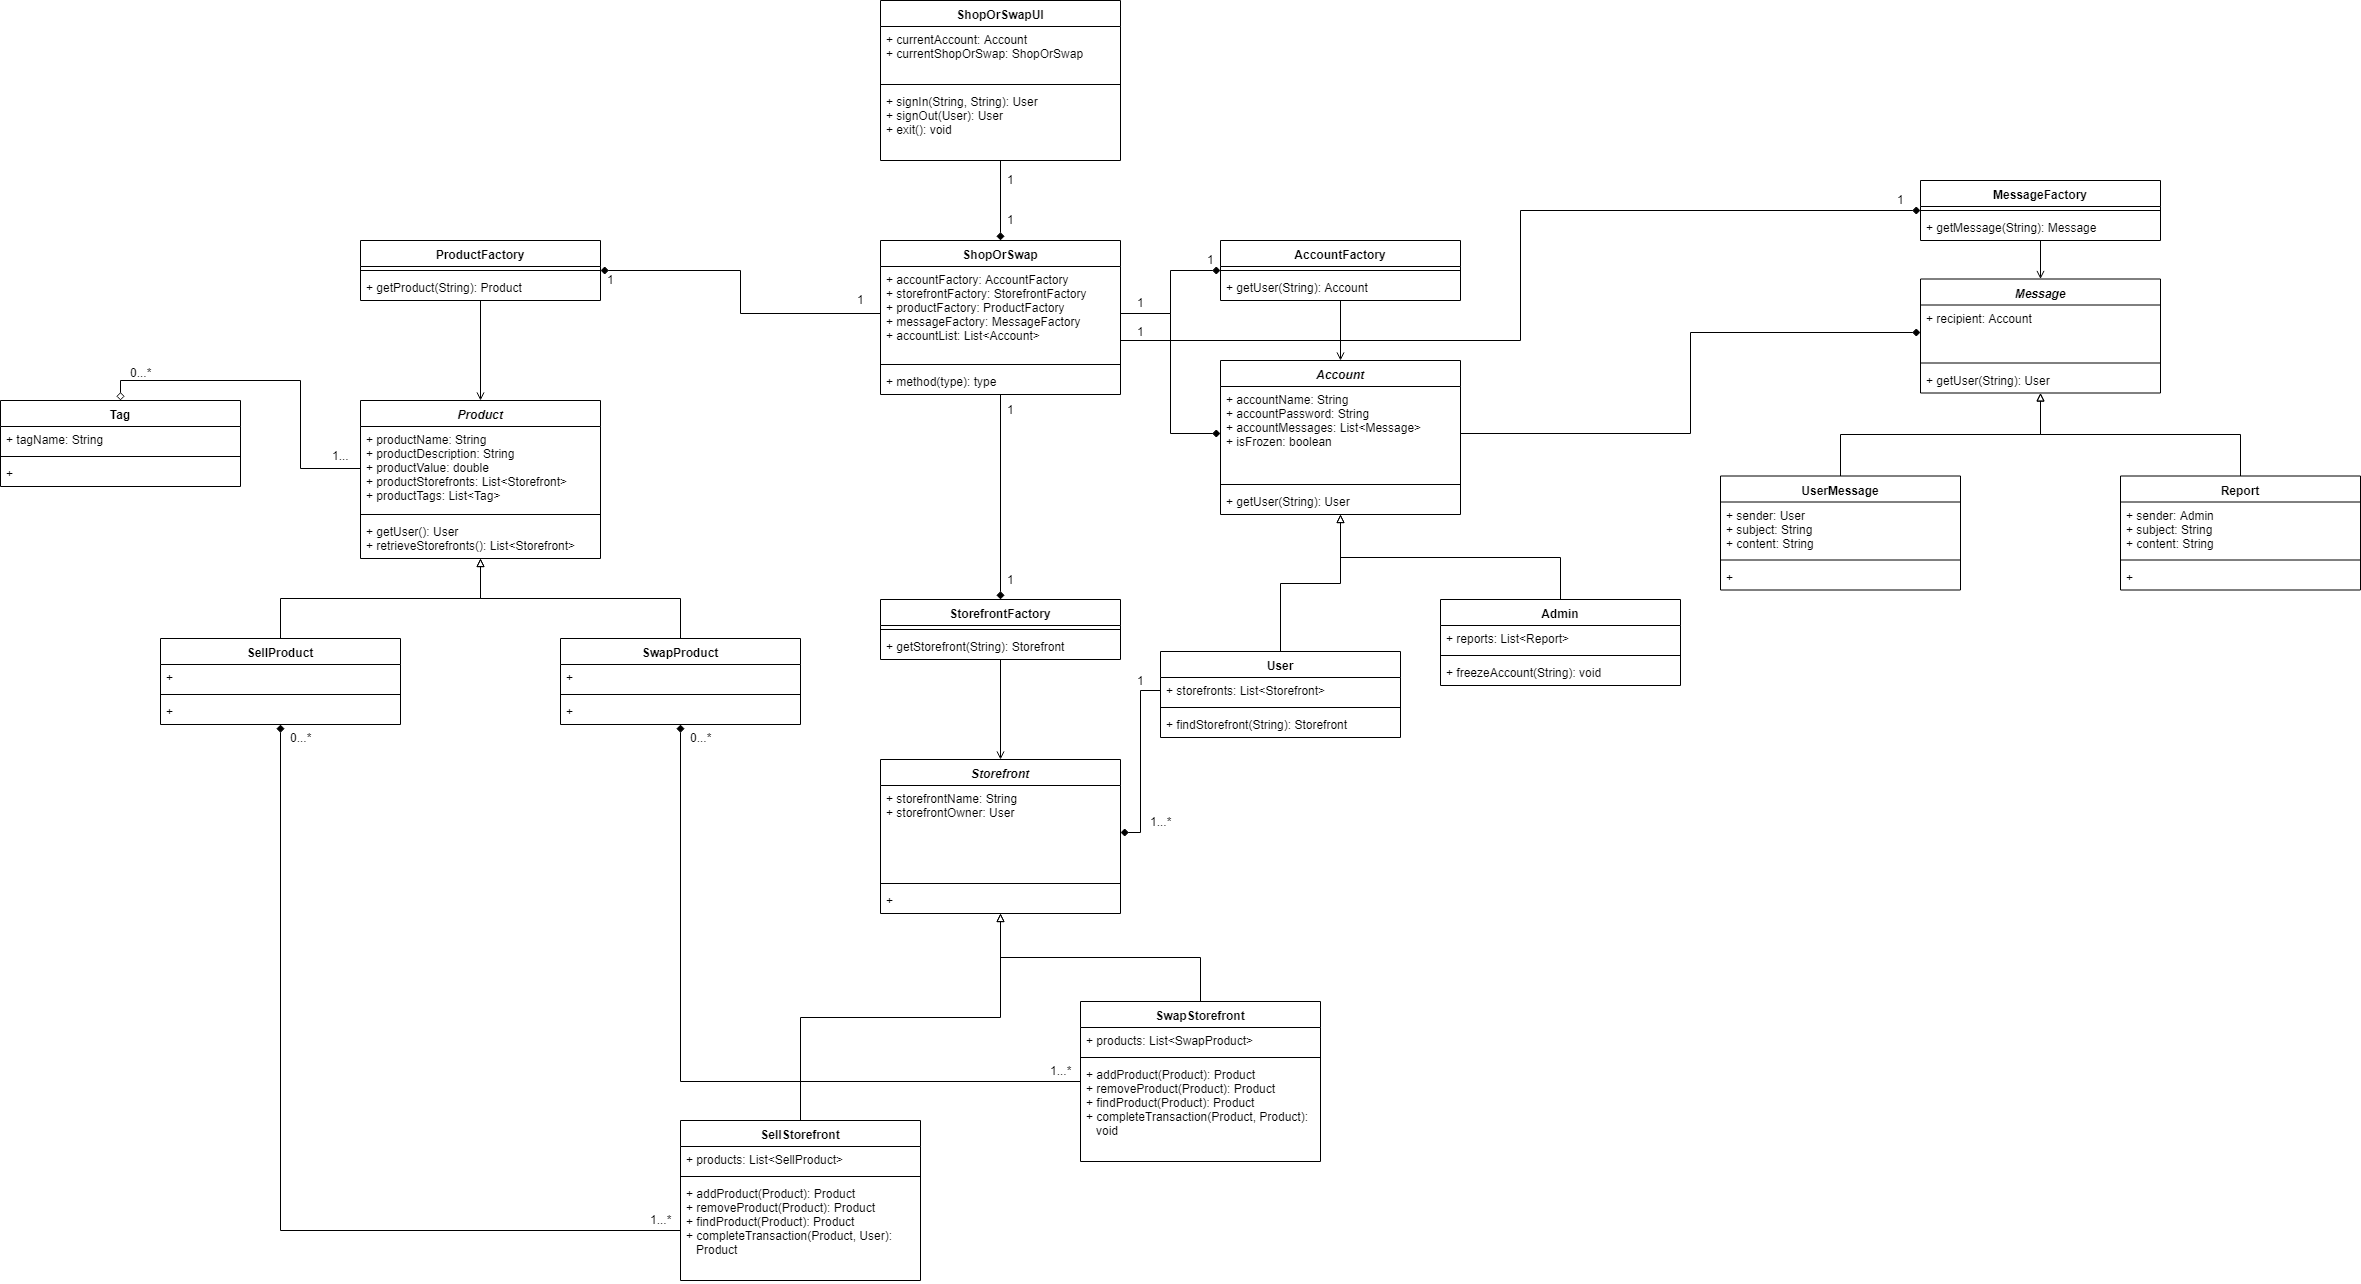 ShopOrSwapUI
+ currentAccount: Account
+ currentShopOrSwap: ShopOrSwap
+ signIn(String, String): User
+ signOut(User): User
+ exit(): void
1
1
MessageFactory
+ getMessage(String): Message
1
ProductFactory
+ getProduct(String): Product
1
1
ShopOrSwap
+ accountFactory: AccountFactory
+ storefrontFactory: StorefrontFactory
+ productFactory: ProductFactory
+ messageFactory: MessageFactory
+ accountList: List<Account>
+ method(type): type
1
1
1
AccountFactory
+ getUser(String): Account
1
Message
+ recipient: Account
+ getUser(String): User
Account
+ accountName: String
+ accountPassword: String
+ accountMessages: List<Message>
+ isFrozen: boolean
+ getUser(String): User
0...*
Tag
+ tagName: String
+
1...
Product
+ productName: String
+ productDescription: String
+ productValue: double
+ productStorefronts: List<Storefront>
+ productTags: List<Tag>
+ getUser(): User
+ retrieveStorefronts(): List<Storefront>
UserMessage
+ sender: User
+ subject: String
+ content: String
+
Report
+ sender: Admin
+ subject: String
+ content: String
+
1
StorefrontFactory
+ getStorefront(String): Storefront
Admin
+ reports: List<Report>
+ freezeAccount(String): void
SellProduct
+
+
0...*
SwapProduct
+
+
0...*
User
+ storefronts: List<Storefront>
+ findStorefront(String): Storefront
1
1...*
Storefront
+ storefrontName: String
+ storefrontOwner: User
+
SwapStorefront
+ products: List<SwapProduct>
+ addProduct(Product): Product
+ removeProduct(Product): Product
+ findProduct(Product): Product
+ completeTransaction(Product, Product):
void
1...*
SellStorefront
+ products: List<SellProduct>
+ addProduct(Product): Product
+ removeProduct(Product): Product
+ findProduct(Product): Product
+ completeTransaction(Product, User):
Product
1...*